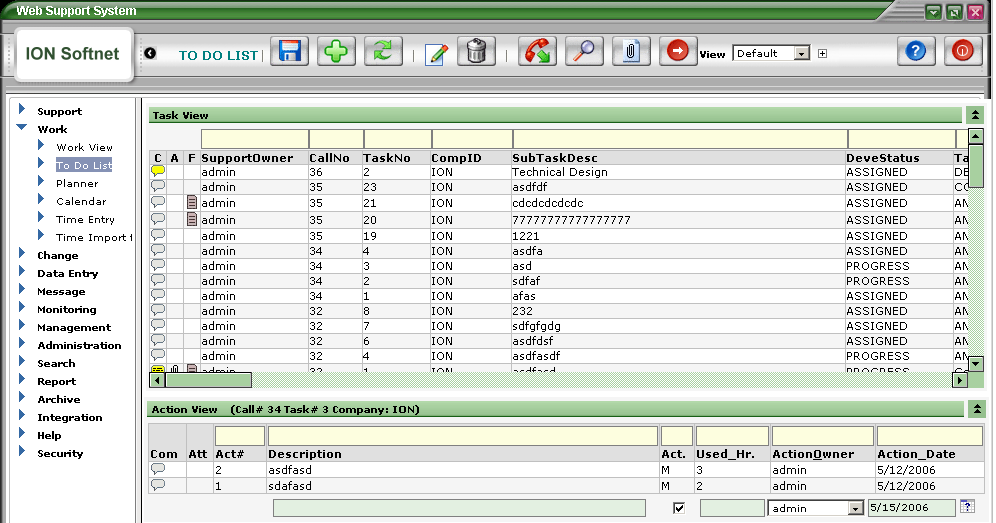 Web Support System
ION Softnet
TO DO LIST
View Default
Support
Work
Work View
To Do List
Planner
Calendar
Time Entry
Time Import
Change
Data Entry
Message
Monitoring
Management
Administration
Search
Report
Archive
Integration
Help
Security
Task View
C A F SupportOwner CallNo TaskNo CompID SubTaskDesc DeveStatus Ta
admin 36 2 ION Technical Design ASSIGNED DE
admin 35 23 ION asdfdf ASSIGNED CO
admin 35 21 ION cdcdcdcdcdc ASSIGNED AN
admin 35 20 ION 77777777777777777 ASSIGNED AN
admin 35 19 ION 1221 ASSIGNED AN
admin 34 4 ION asdfa ASSIGNED AN
admin 34 3 ION asd PROGRESS AN
admin 34 2 ION sdfaf PROGRESS AN
admin 34 1 ION afas ASSIGNED AN
admin 32 8 ION 232 ASSIGNED AN
admin 32 7 ION sdfgfgdg ASSIGNED AN
admin 32 6 ION asdfdsf ASSIGNED AN
admin 32 4 ION asdfasdf PROGRESS AN
admin 32 1 ION asdfasd PROGRESS
Action View (Call# 34 Task# 3 Company: ION)
Com Att Act# Description Act. Used_Hr. ActionOwner Action_Date
2 asdfasd M 3 admin 5/12/2006
1 sdafasd M 2 admin 5/12/2006
admin 5/15/2006